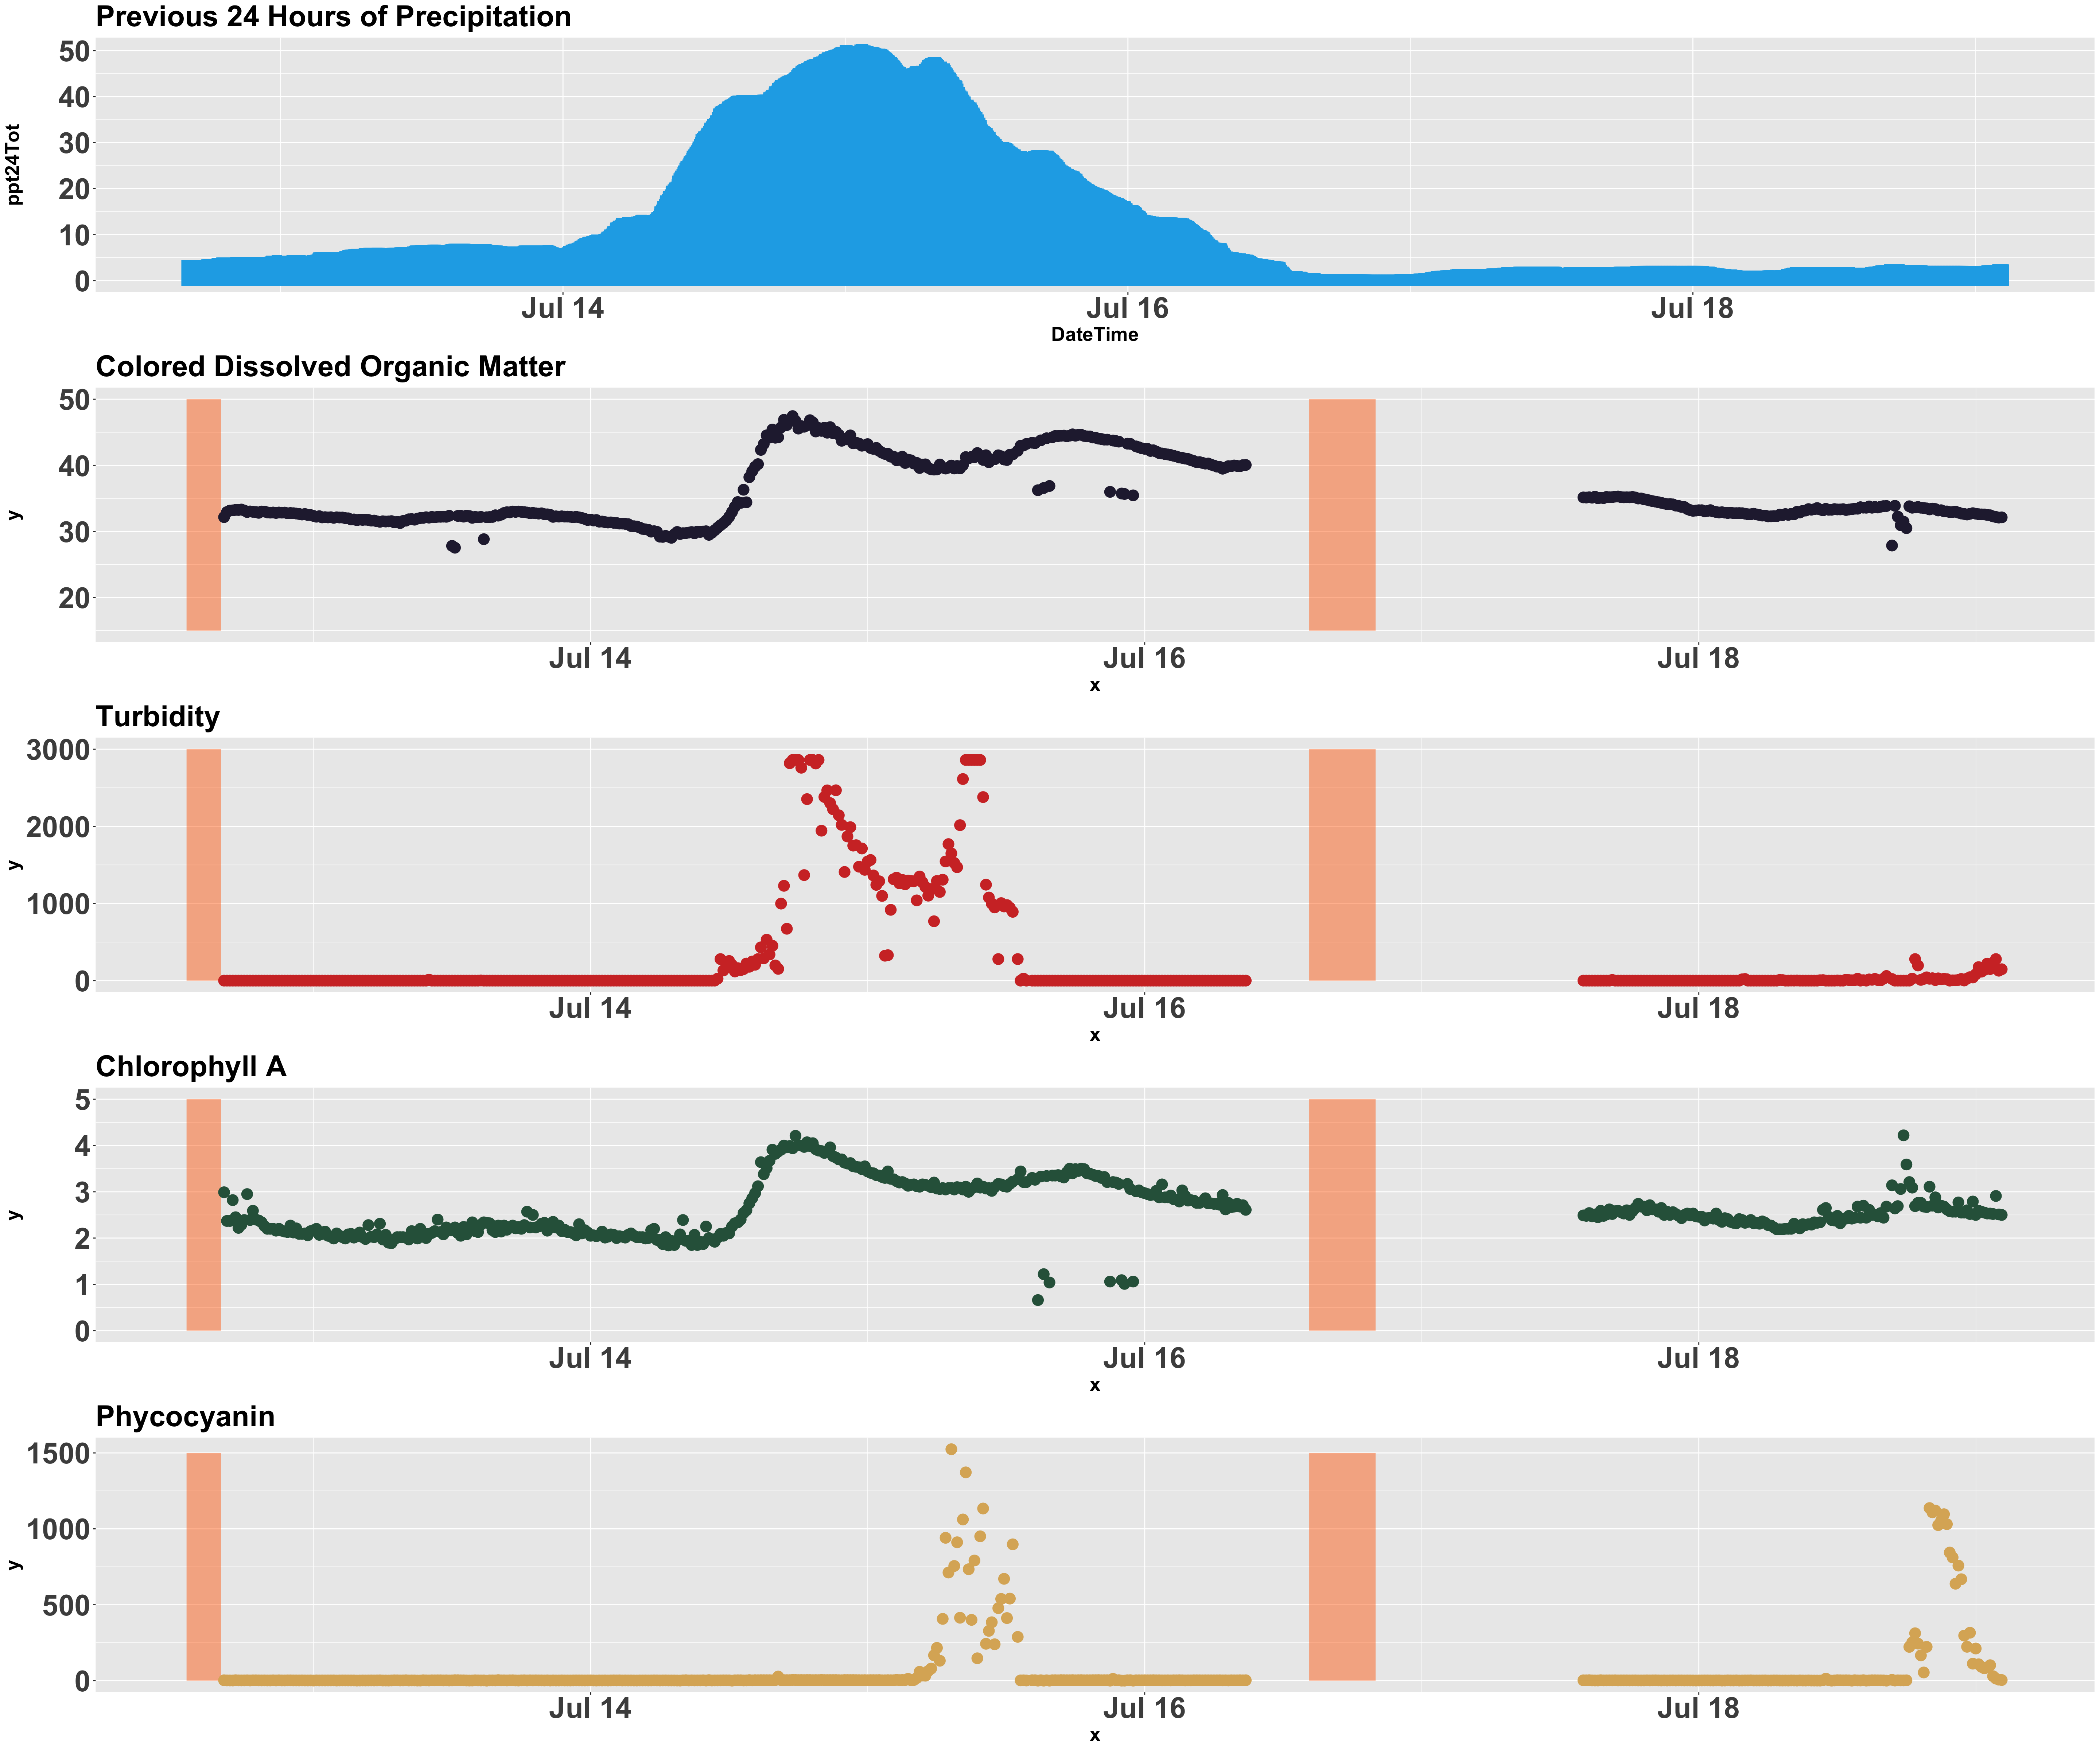 Previous 24 Hours of Precipitation
50
40
30
20
10
0
ppt24Tot
Jul 14 Jul 16 Jul 18
DateTime
Colored Dissolved Organic Matter
50
40
30
20
y
Jul 14 Jul 16 Jul 18
x
Turbidity
3000
2000
1000
0
y
Jul 14 Jul 16 Jul 18
x
Chlorophyll A
5
4
3
2
1
0
y
Jul 14 Jul 16 Jul 18
x
Phycocyanin
1500
1000
500
0
y
Jul 14 Jul 16 Jul 18
x